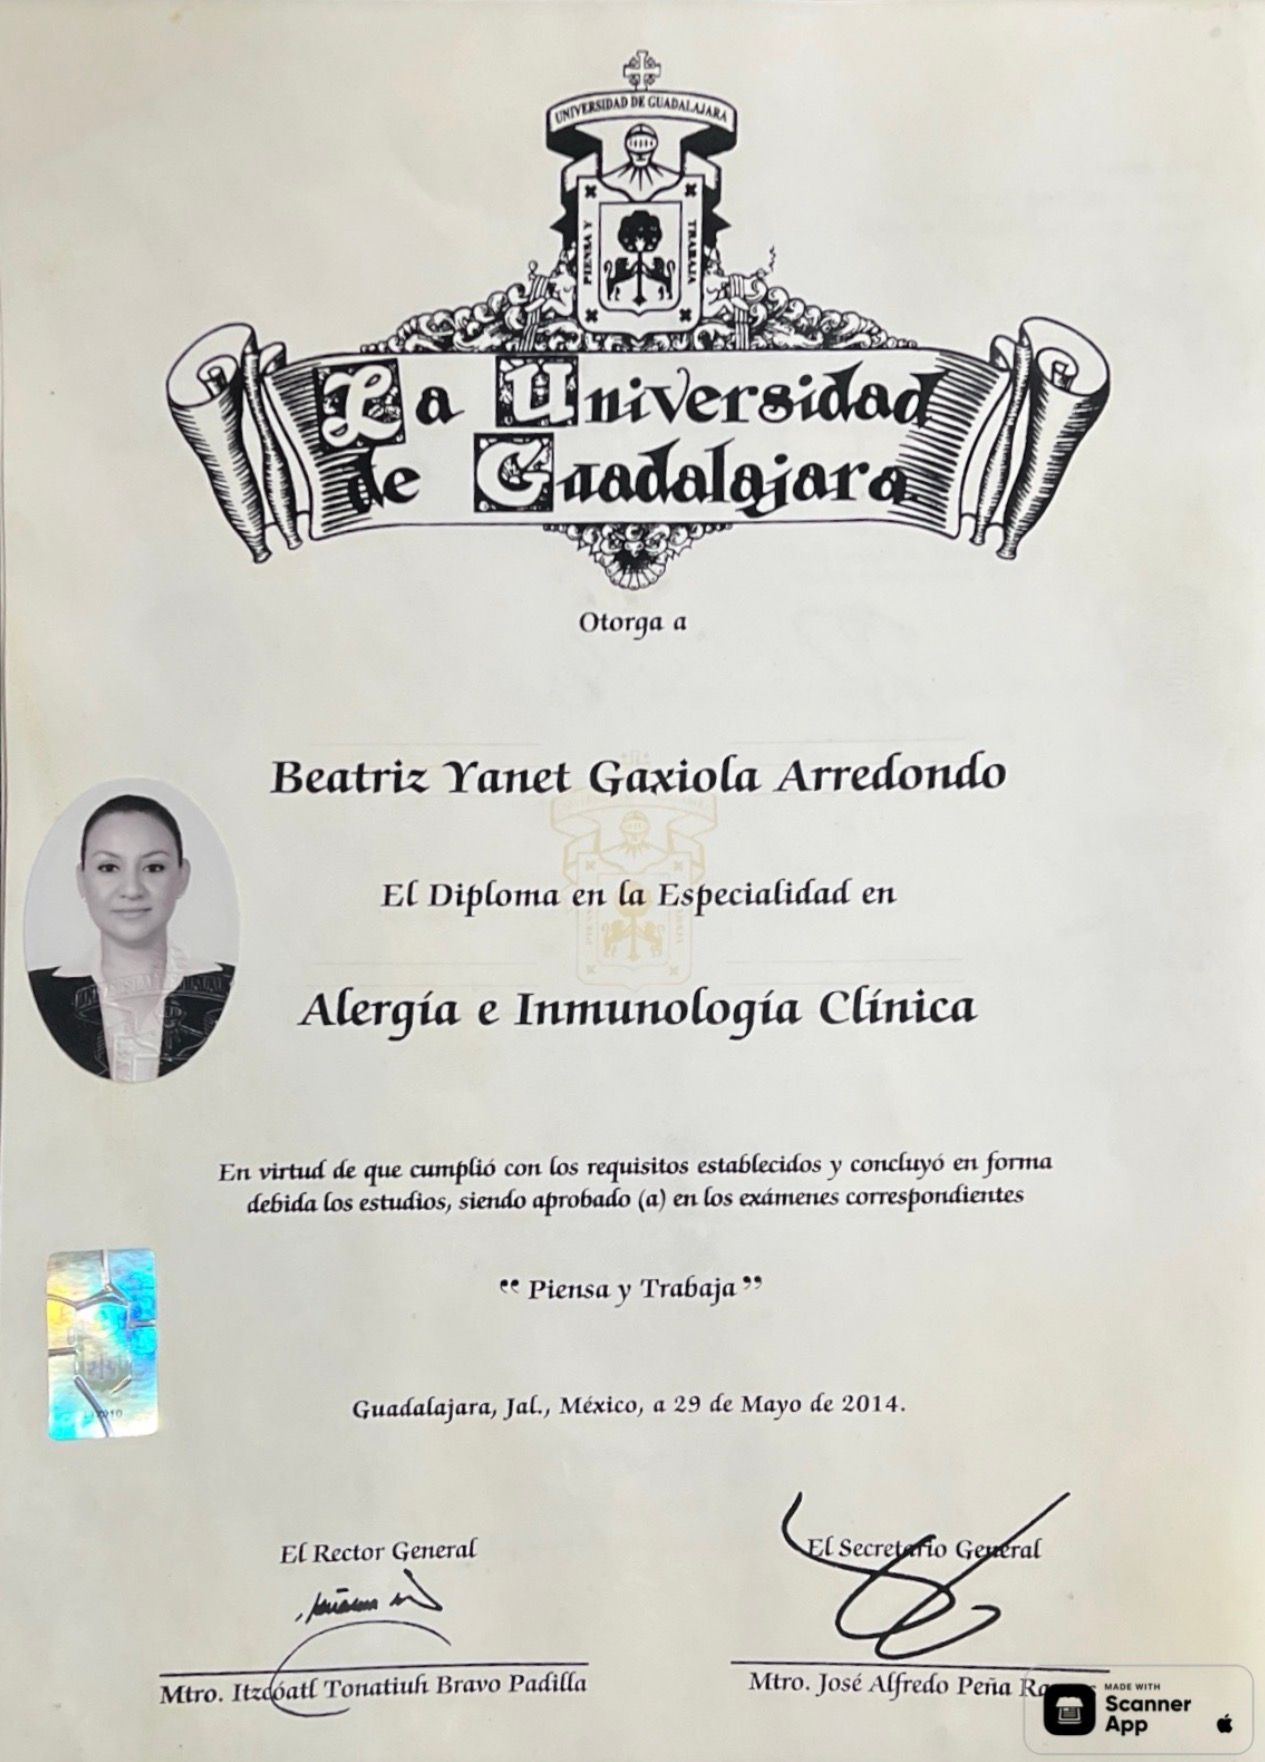 UNIVERSIDAD DE GUADALAJARA
PIENSA Y
TRABAJA
La Universidad
de Guadalajara
Otorga a
Beatriz Yanet Gaxiola Arredondo
El Diploma en la Especialidad en
Alergía e Inmunología Clínica
En virtud de que cumplió con los requisitos establecidos y concluyó en forma
debida los estudios, siendo aprobado (a) en los exámenes correspondientes
“ Piensa y Trabaja ”
Guadalajara, Jal., México, a 29 de Mayo de 2014.
El Rector General
El Secretario General
Mtro. Itzcóatl Tonatiuh Bravo Padilla
Mtro. José Alfredo Peña
MADE WITH
Scanner
App